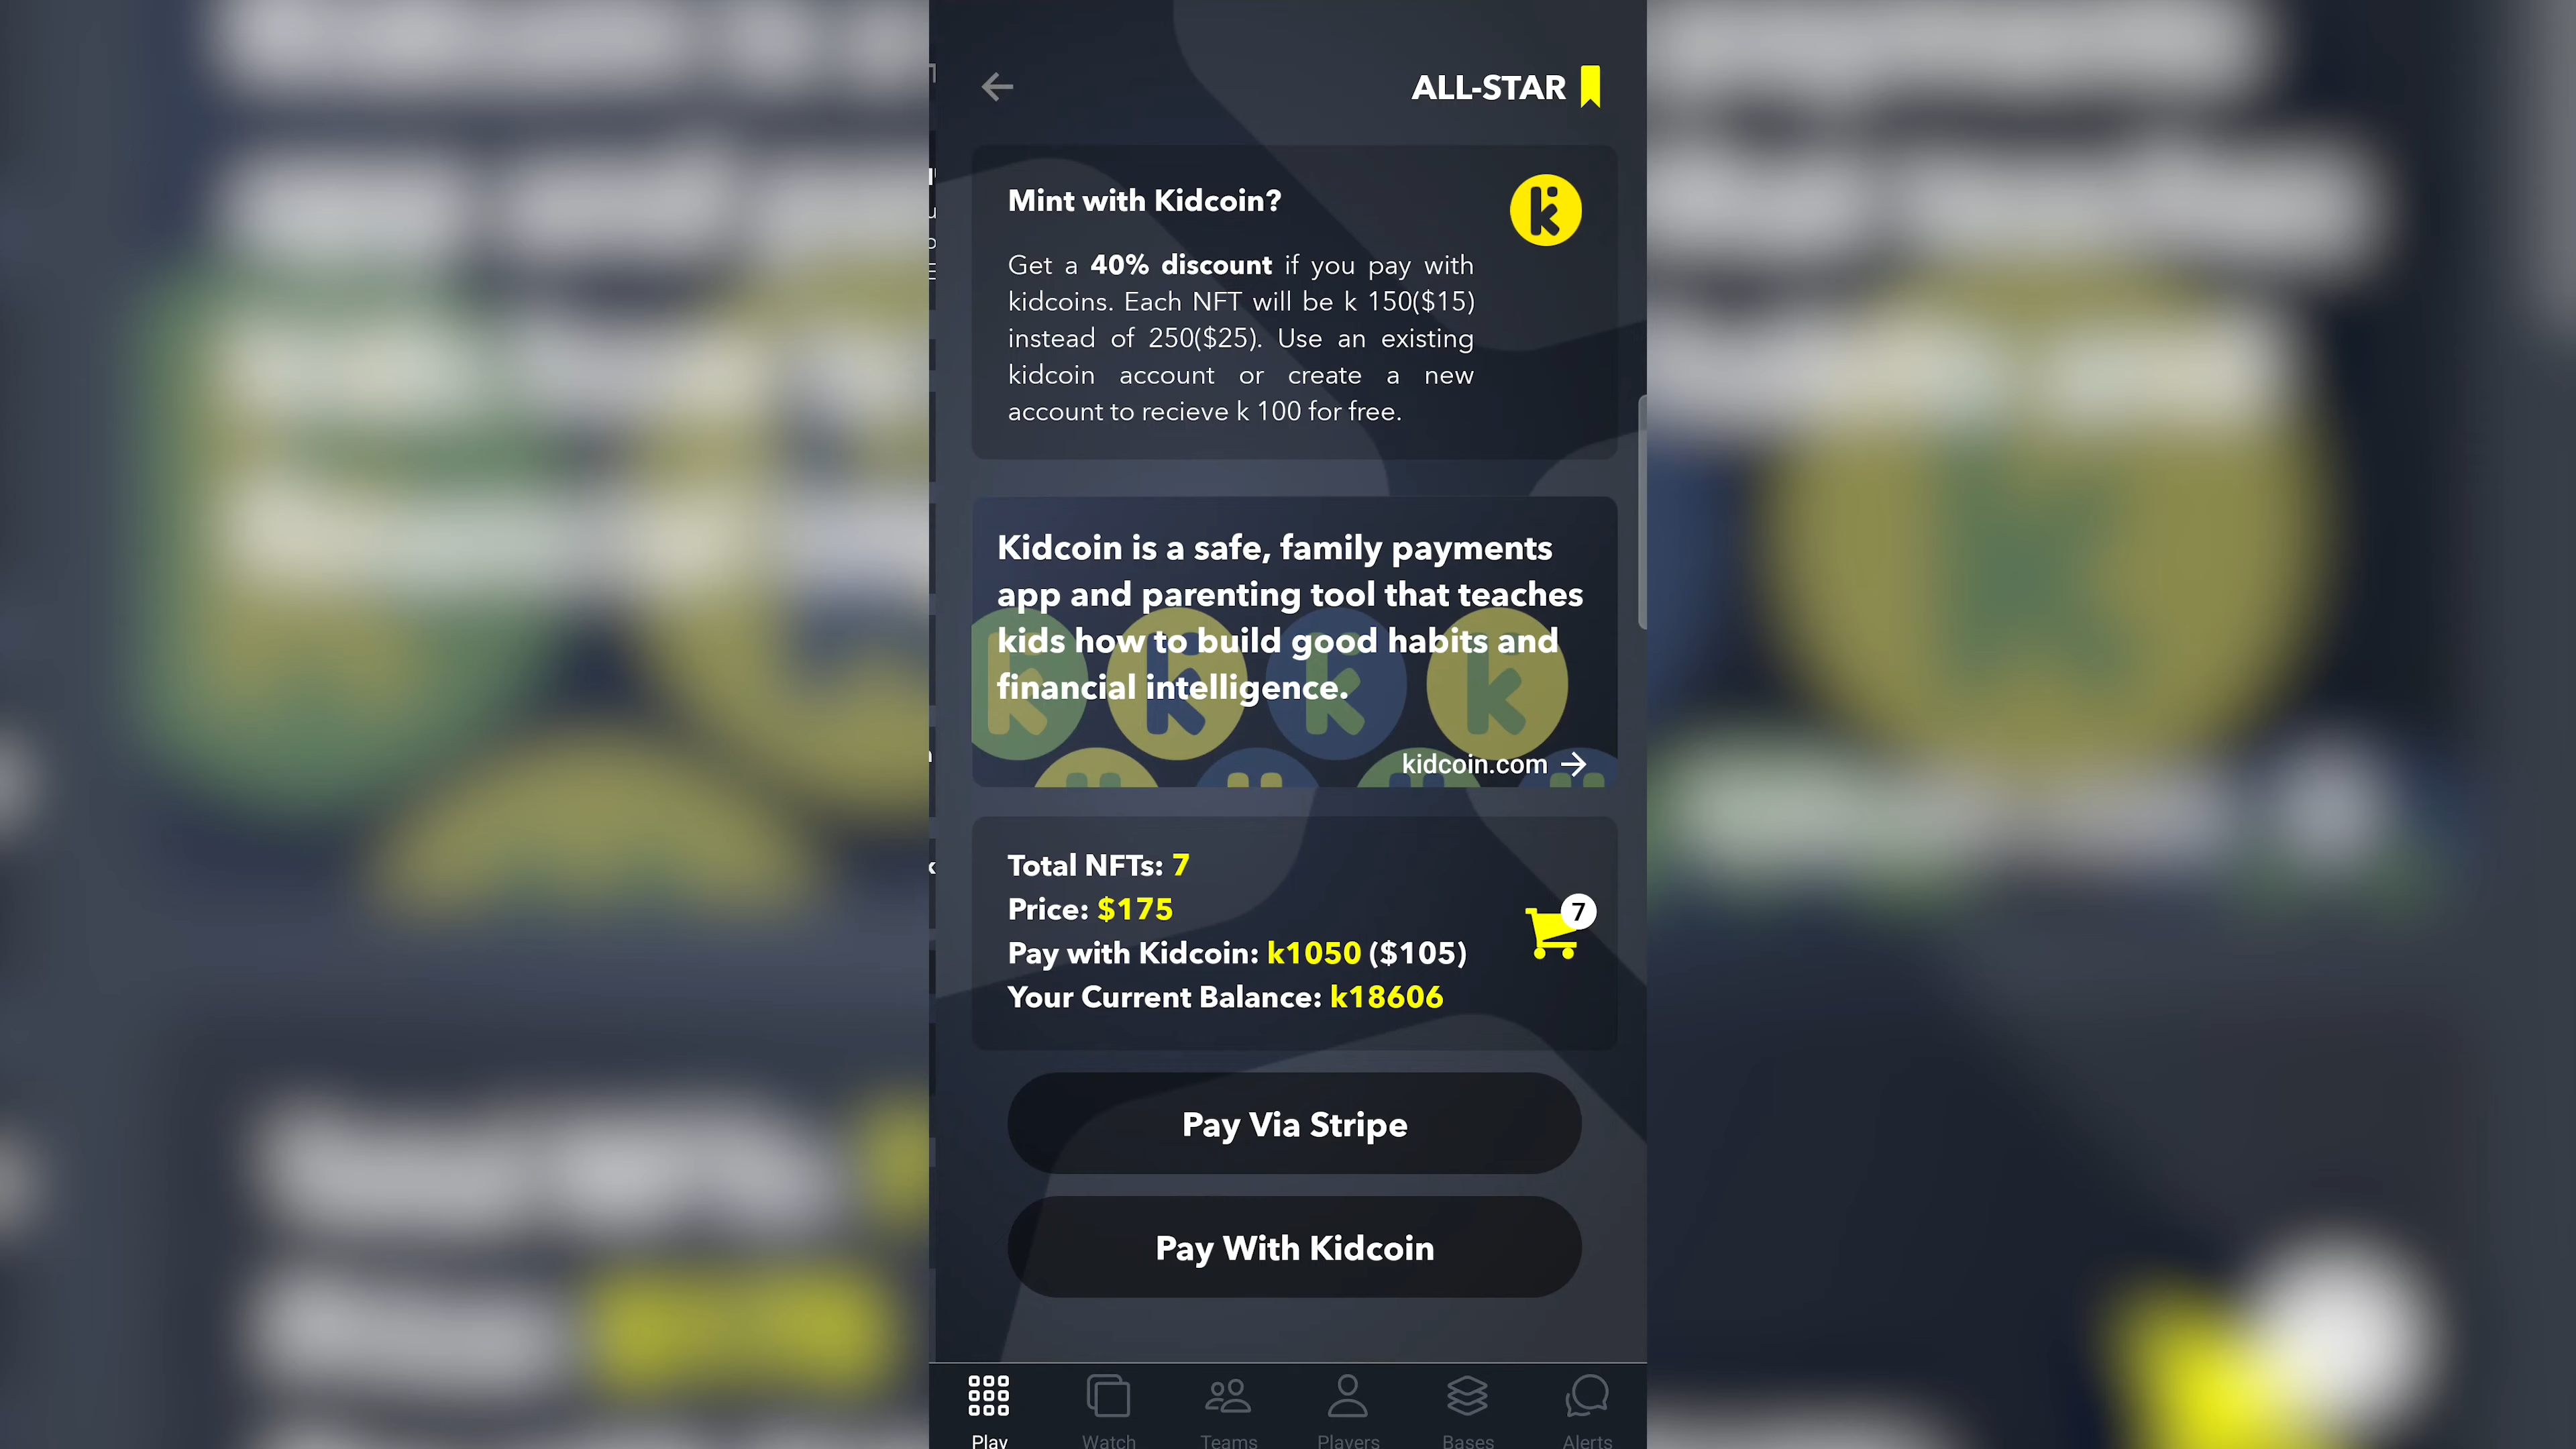 ALL-STAR
Mint with Kidcoin?
Get a 40% discount if you pay with
kidcoins. Each NFT will be k 150($15)
instead of 250($25). Use an existing
kidcoin account or create a new
account to recieve k 100 for free.
Kidcoin is a safe, family payments
app and parenting tool that teaches
kids how to build good habits and
financial intelligence.
kidcoin.com
Total NFTs: 7
Price: $175
7
Pay with Kidcoin: k1050 ($105)
Your Current Balance: k18606
Pay Via Stripe
Pay With Kidcoin
Play Watch Teams Players Bases Alerts